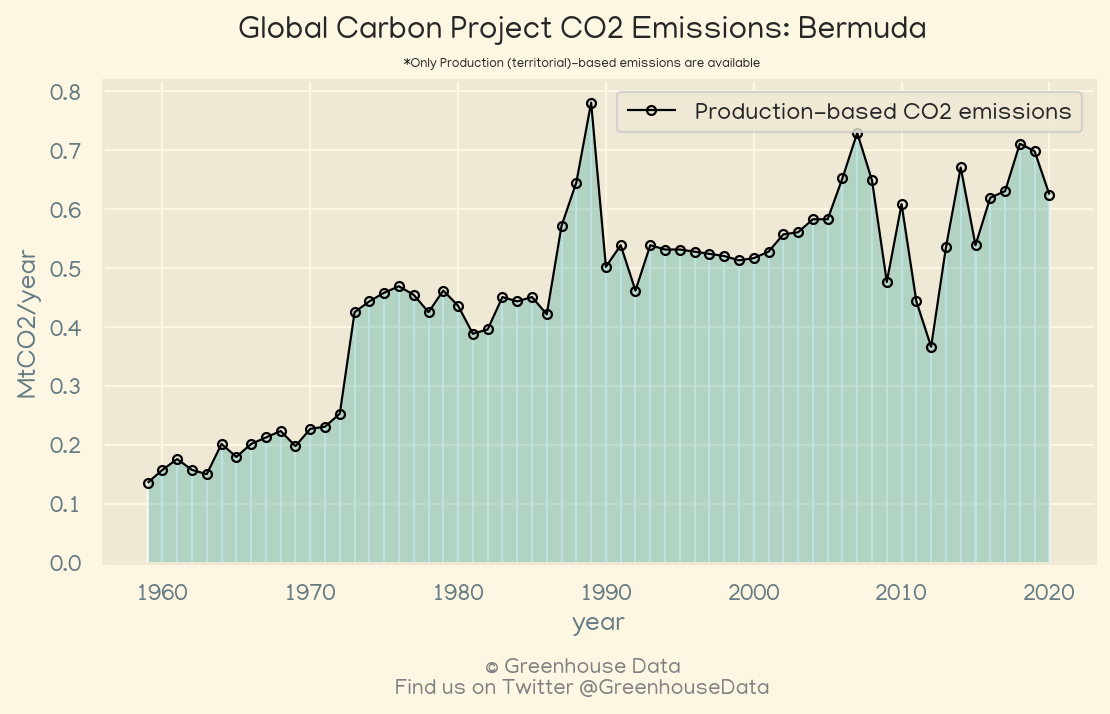 Global Carbon Project CO2 Emissions: Bermuda
*Only Production (territorial)-based emissions are available
Production-based CO2 emissions
MtCO2/year
0.8
0.7
0.6
0.5
0.4
0.3
0.2
0.1
0.0
1960 1970 1980 1990 2000 2010 2020
year
© Greenhouse Data
Find us on Twitter @GreenhouseData